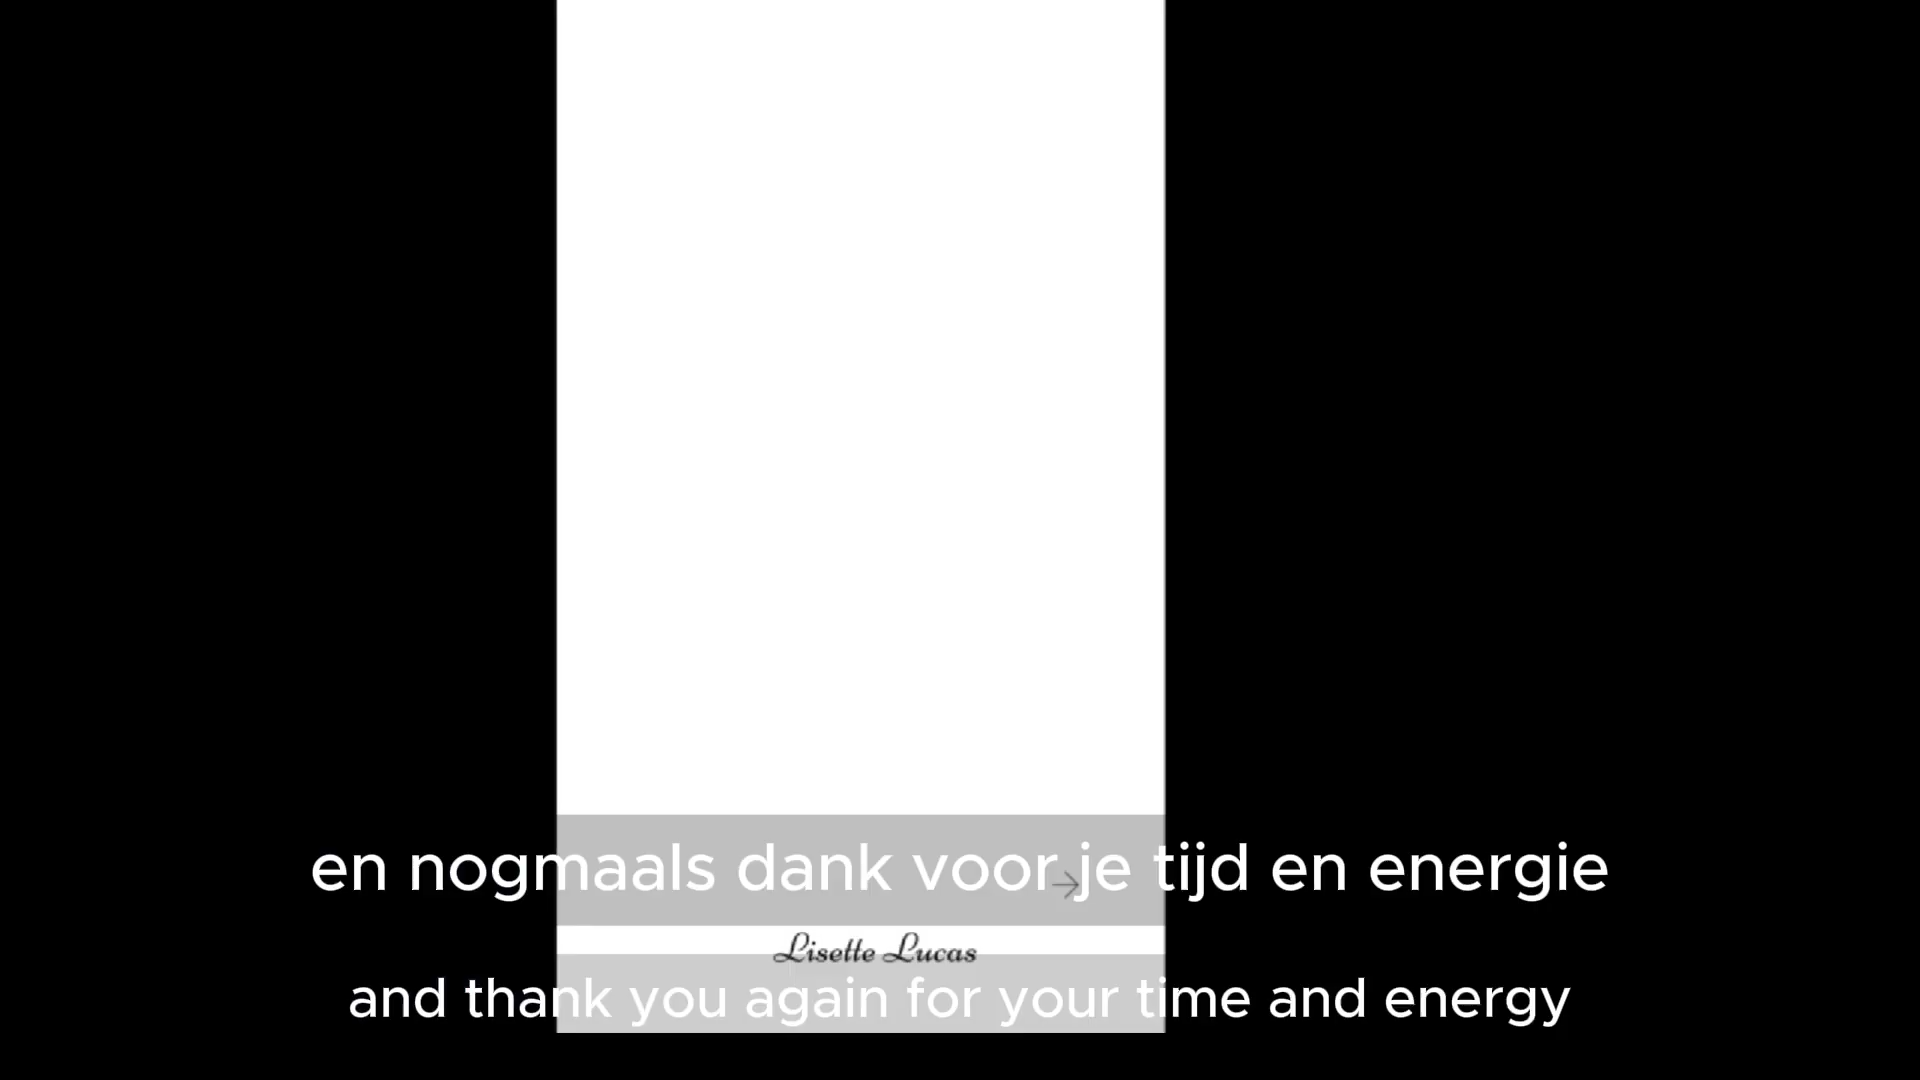 en nogmaals dank voor je tijd en energie
Lisette Lucas
and thank you again for your time and energy